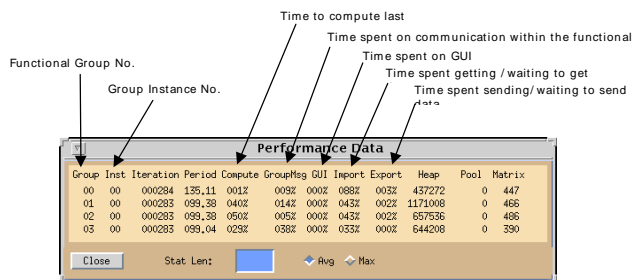 Time to compute last
Time spent on communication within the functional
Time spent on GUI
Functional Group No.
Time spent getting / waiting to get
Group Instance No.
Time spent sending/ waiting to send
data
Performance Data
Group Inst Iteration Period Compute GroupMsg GUI Import Export Heap Pool Matrix
00 00 000284 135.11 001% 009% 000% 088% 003% 437272 0 447
01 00 000283 099.38 040% 014% 000% 043% 002% 1171008 0 466
02 00 000283 099.38 050% 005% 000% 043% 002% 657536 0 486
03 00 000283 099.04 029% 038% 000% 033% 000% 644208 0 390
Close Stat Len: Avg Max